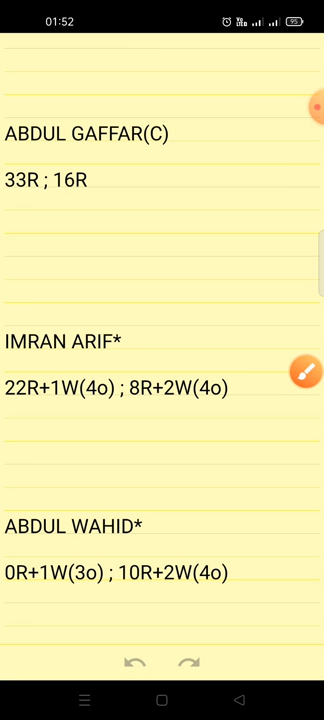 01:52
95
ABDUL GAFFAR(C)
33R ; 16R
IMRAN ARIF*
22R+1W(4o) ; 8R+2W(4o)
ABDUL WAHID*
0R+1W(3o) ; 10R+2W(4o)